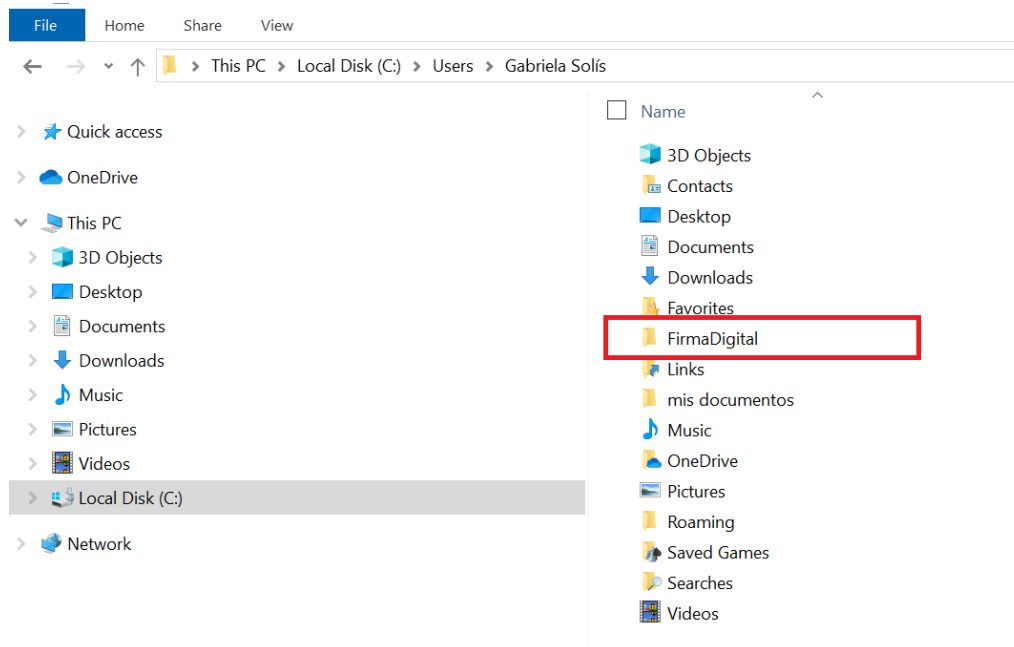 File Home Share View
This PC Local Disk (C:) Users Gabriela Solís
Quick access
OneDrive
This PC
3D Objects
Desktop
Documents
Downloads
Music
Pictures
Videos
Local Disk (C:)
Network
Name
3D Objects
Contacts
Desktop
Documents
Downloads
Favorites
FirmaDigital
Links
mis documentos
Music
OneDrive
Pictures
Roaming
Saved Games
Searches
Videos